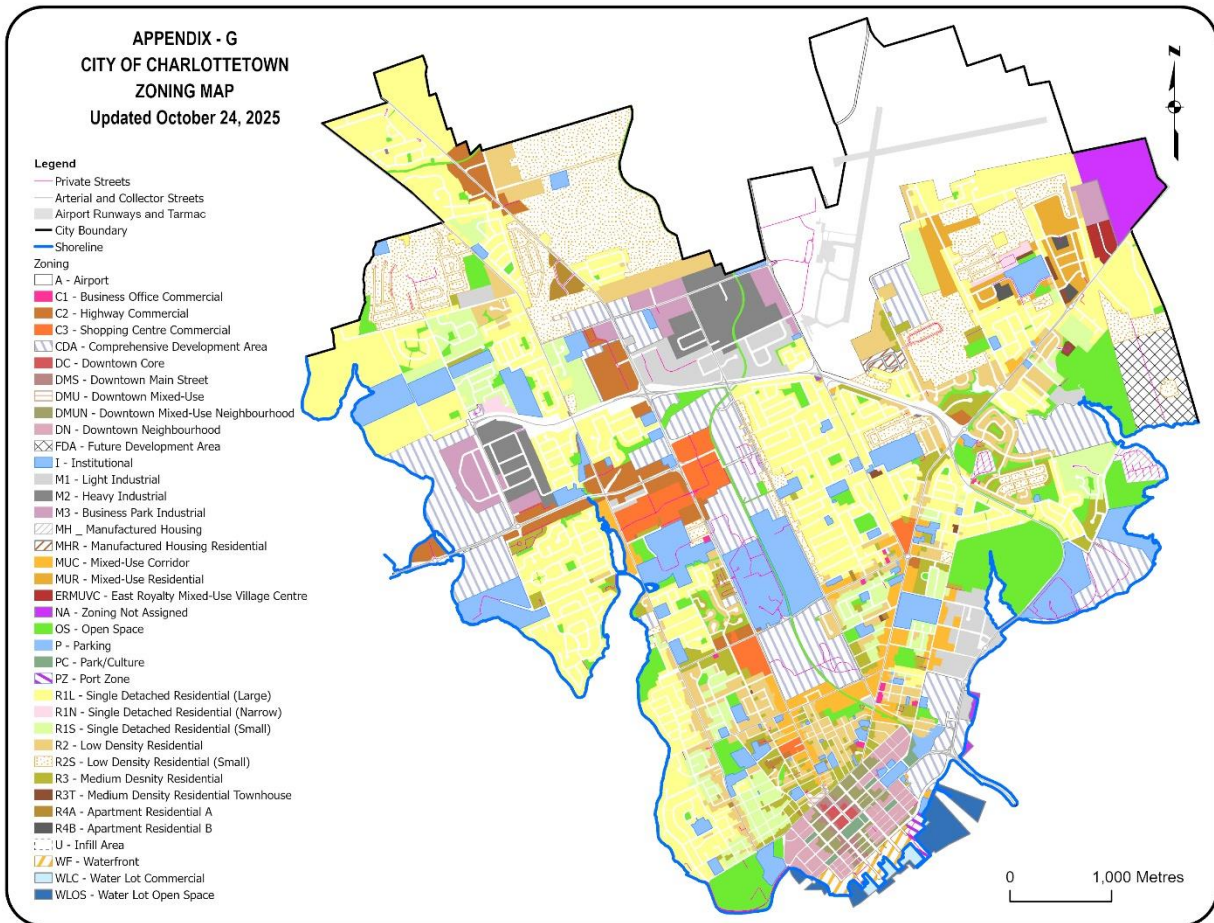 APPENDIX - G
CITY OF CHARLOTTETOWN
ZONING MAP
Updated October 24, 2025
Legend
Private Streets
Arterial and Collector Streets
Airport Runways and Tarmac
City Boundary
Shoreline
Zoning
A - Airport
C1 - Business Office Commercial
C2 - Highway Commercial
C3 - Shopping Centre Commercial
CDA - Comprehensive Development Area
DC - Downtown Core
DMS - Downtown Main Street
DMU - Downtown Mixed-Use
DMUN - Downtown Mixed-Use Neighbourhood
DN - Downtown Neighbourhood
FDA - Future Development Area
I - Institutional
M1 - Light Industrial
M2 - Heavy Industrial
M3 - Business Park Industrial
MH _ Manufactured Housing
MHR - Manufactured Housing Residential
MUC - Mixed-Use Corridor
MUR - Mixed-Use Residential
ERMUVC - East Royalty Mixed-Use Village Centre
NA - Zoning Not Assigned
OS - Open Space
P - Parking
PC - Park/Culture
PZ - Port Zone
R1L - Single Detached Residential (Large)
R1N - Single Detached Residential (Narrow)
R1S - Single Detached Residential (Small)
R2 - Low Density Residential
R2S - Low Density Residential (Small)
R3 - Medium Desnity Residential
R3T - Medium Density Residential Townhouse
R4A - Apartment Residential A
R4B - Apartment Residential B
U - Infill Area
WF - Waterfront
WLC - Water Lot Commercial
WLOS - Water Lot Open Space
N
0 1,000 Metres